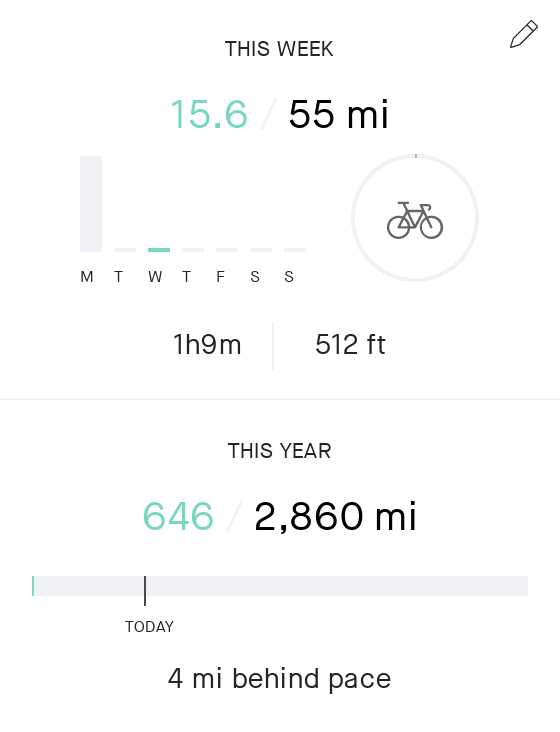 THIS WEEK
15.6 / 55 mi
M T W T F S S
1h9m 512 ft
THIS YEAR
646 / 2,860 mi
TODAY
4 mi behind pace